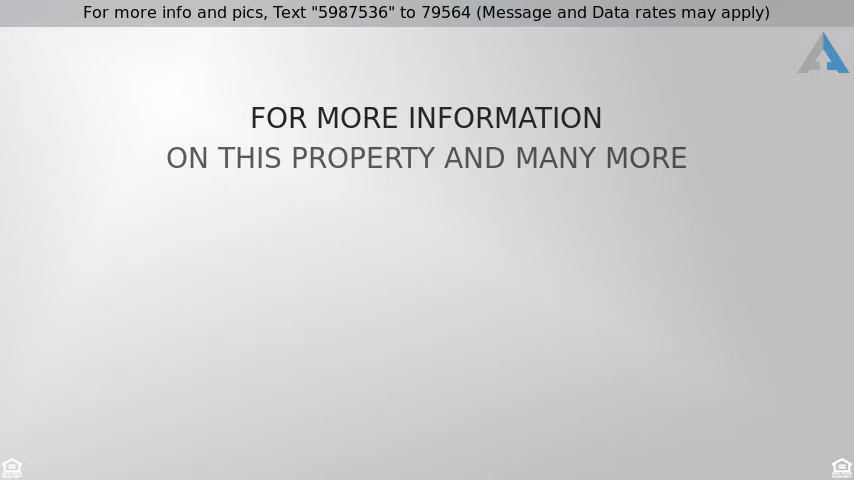 For more info and pics, Text "5987536" to 79564 (Message and Data rates may apply)
FOR MORE INFORMATION
ON THIS PROPERTY AND MANY MORE